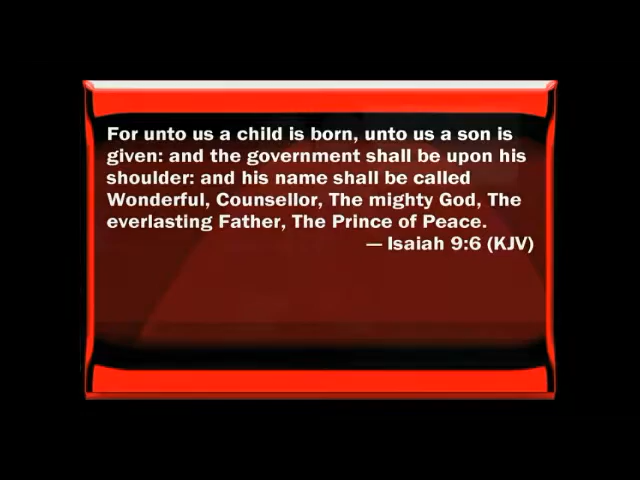 For unto us a child is born, unto us a son is
given: and the government shall be upon his
shoulder: and his name shall be called
Wonderful, Counsellor, The mighty God, The
everlasting Father, The Prince of Peace.
— Isaiah 9:6 (KJV)